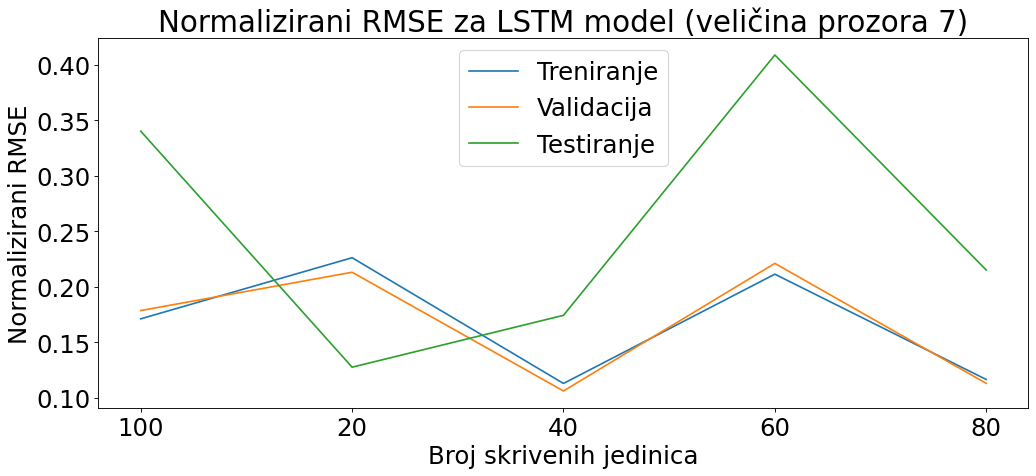 Normalizirani RMSE za LSTM model (veličina prozora 7)
Treniranje
Validacija
Testiranje
Normalizirani RMSE
0.40
0.35
0.30
0.25
0.20
0.15
0.10
100 20 40 60 80
Broj skrivenih jedinica